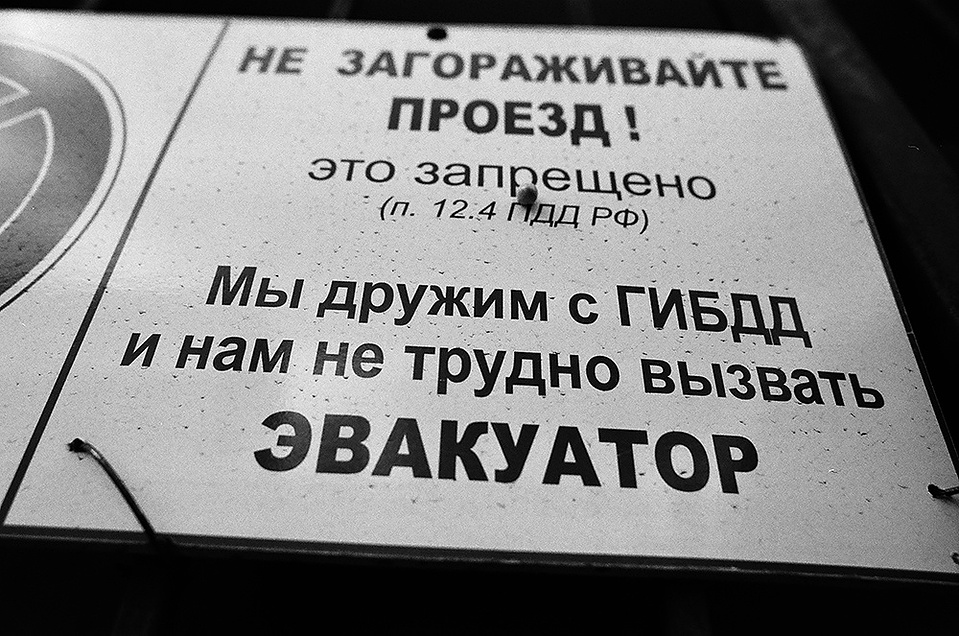 НЕ ЗАГОРАЖИВАЙТЕ
ПРОЕЗД !
это запрещено
(п. 12.4 ПДД РФ)
Мы дружим с ГИБДД
и нам не трудно вызвать
ЭВАКУАТОР